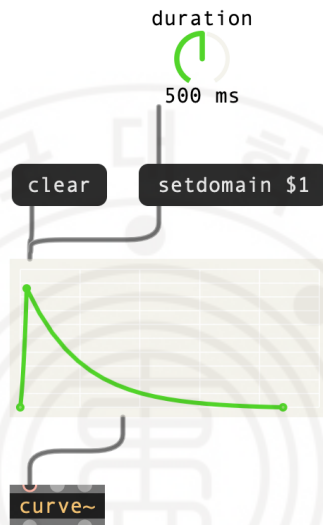 duration
500 ms
clear
setdomain $1
curve~